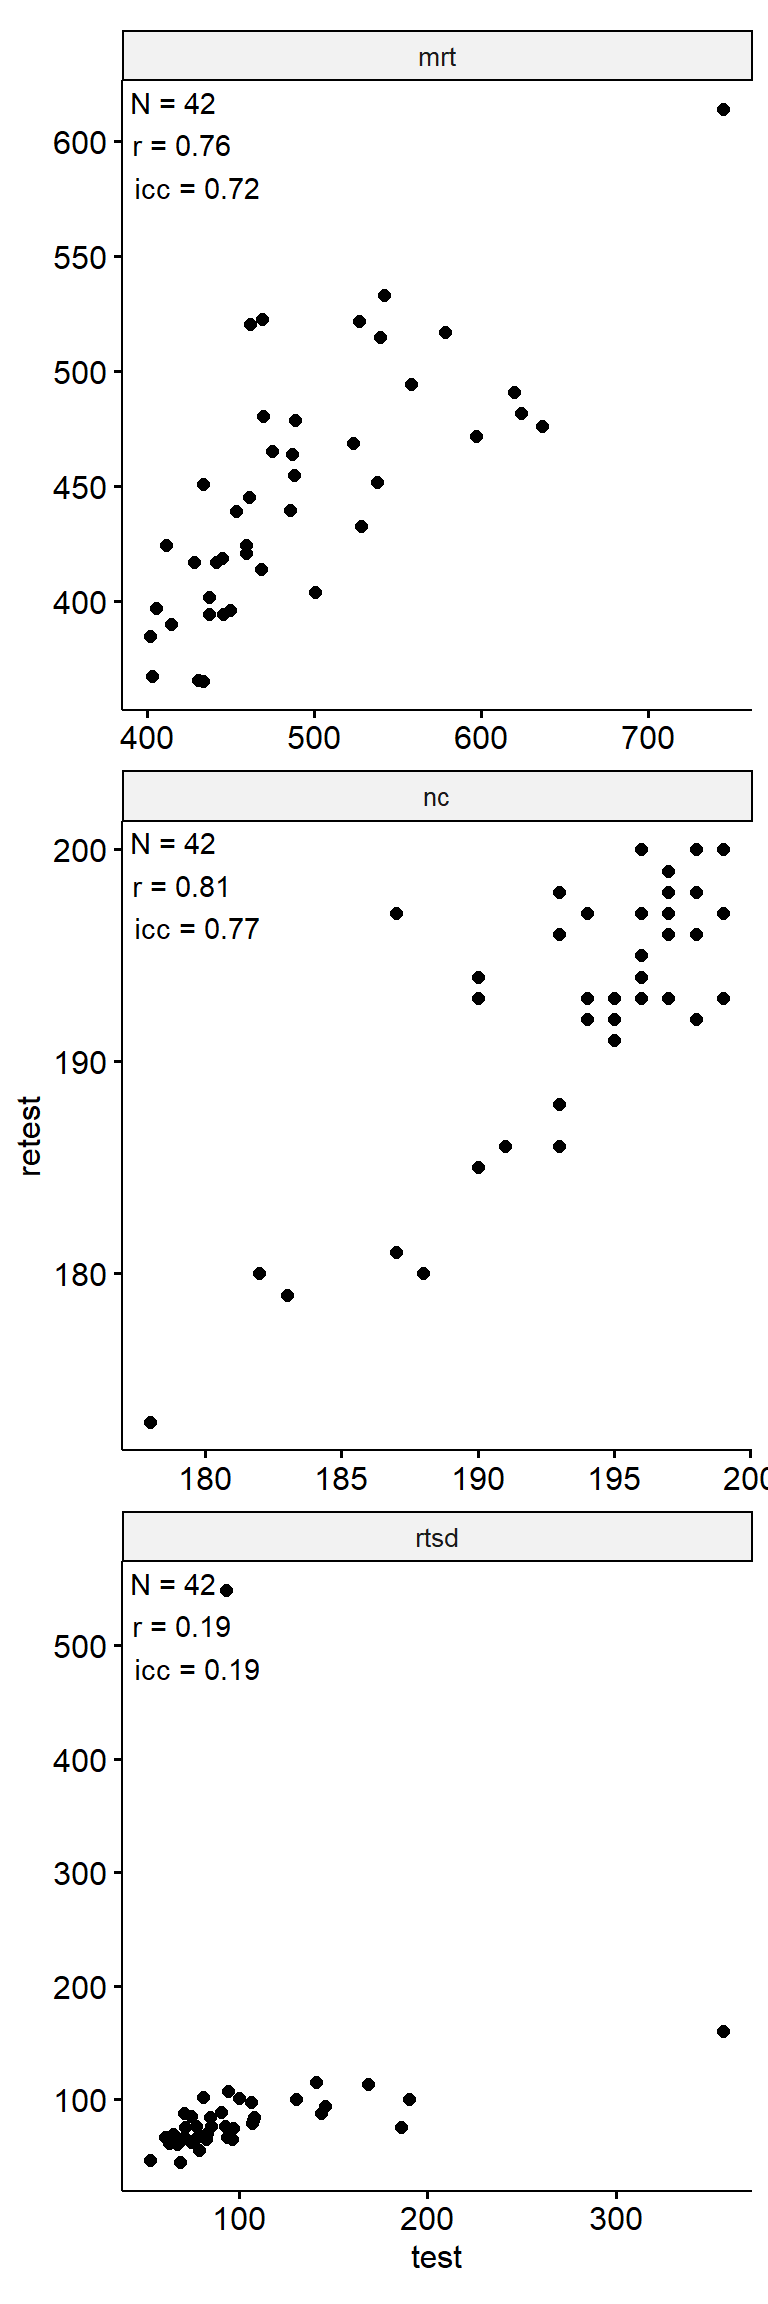 mrt
N = 42
r = 0.76
icc = 0.72
600
550
500
450
400
400 500 600 700
nc
N = 42
r = 0.81
icc = 0.77
200
190
180
180 185 190 195 200
retest
rtsd
N = 42
r = 0.19
icc = 0.19
500
400
300
200
100
100 200 300
test